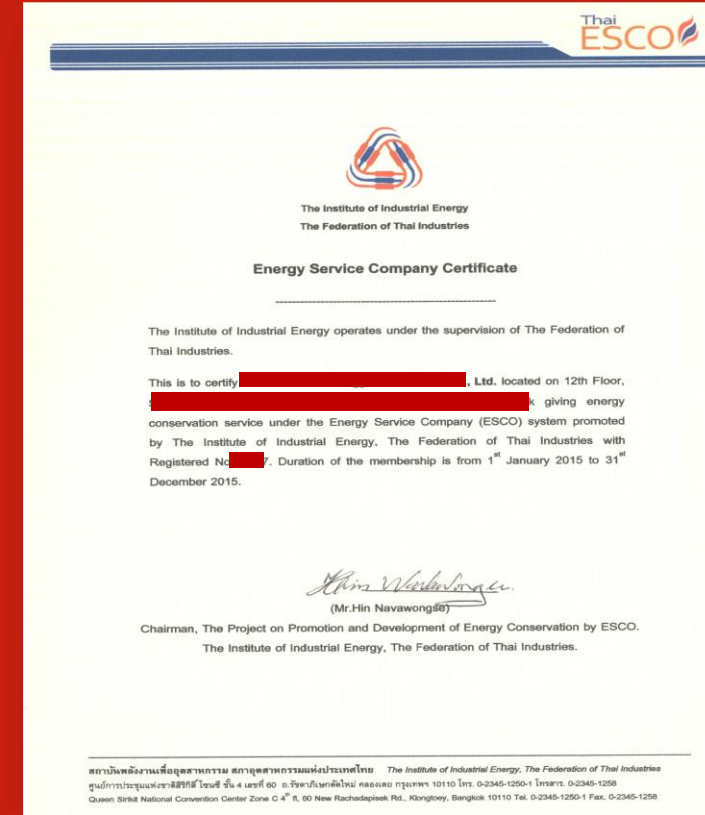 Thai
ESCO
The Institute of Industrial Energy
The Federation of Thai Industries
Energy Service Company Certificate
The Institute of Industrial Energy operates under the supervision of The Federation of
Thai Industries.
This is to certify , Ltd. located on 12th Floor,
k giving energy
conservation service under the Energy Service Company (ESCO) system promoted
by The Institute of Industrial Energy, The Federation of Thai Industries with
Registered No 7. Duration of the membership is from 1st January 2015 to 31st
December 2015.
(Mr.Hin Navawongse)
Chairman, The Project on Promotion and Development of Energy Conservation by ESCO.
The Institute of Industrial Energy, The Federation of Thai Industries.
สถาบันพลังงานเพื่ออุตสาหกรรม สภาอุตสาหกรรมแห่งประเทศไทย The Institute of Industrial Energy, The Federation of Thai Industries
ศูนย์การประชุมแห่งชาติสิริกิติ์ โซนซี ชั้น 4 เลขที่ 60 ถ.รัชดาภิเษกตัดใหม่ คลองเตย กรุงเทพฯ 10110 โทร. 0-2345-1250-1 โทรสาร. 0-2345-1258
Queen Sirikit National Convention Center Zone C 4th fl, 60 New Rachadapisek Rd., Klongtoey, Bangkok 10110 Tel. 0-2345-1250-1 Fax. 0-2345-1258